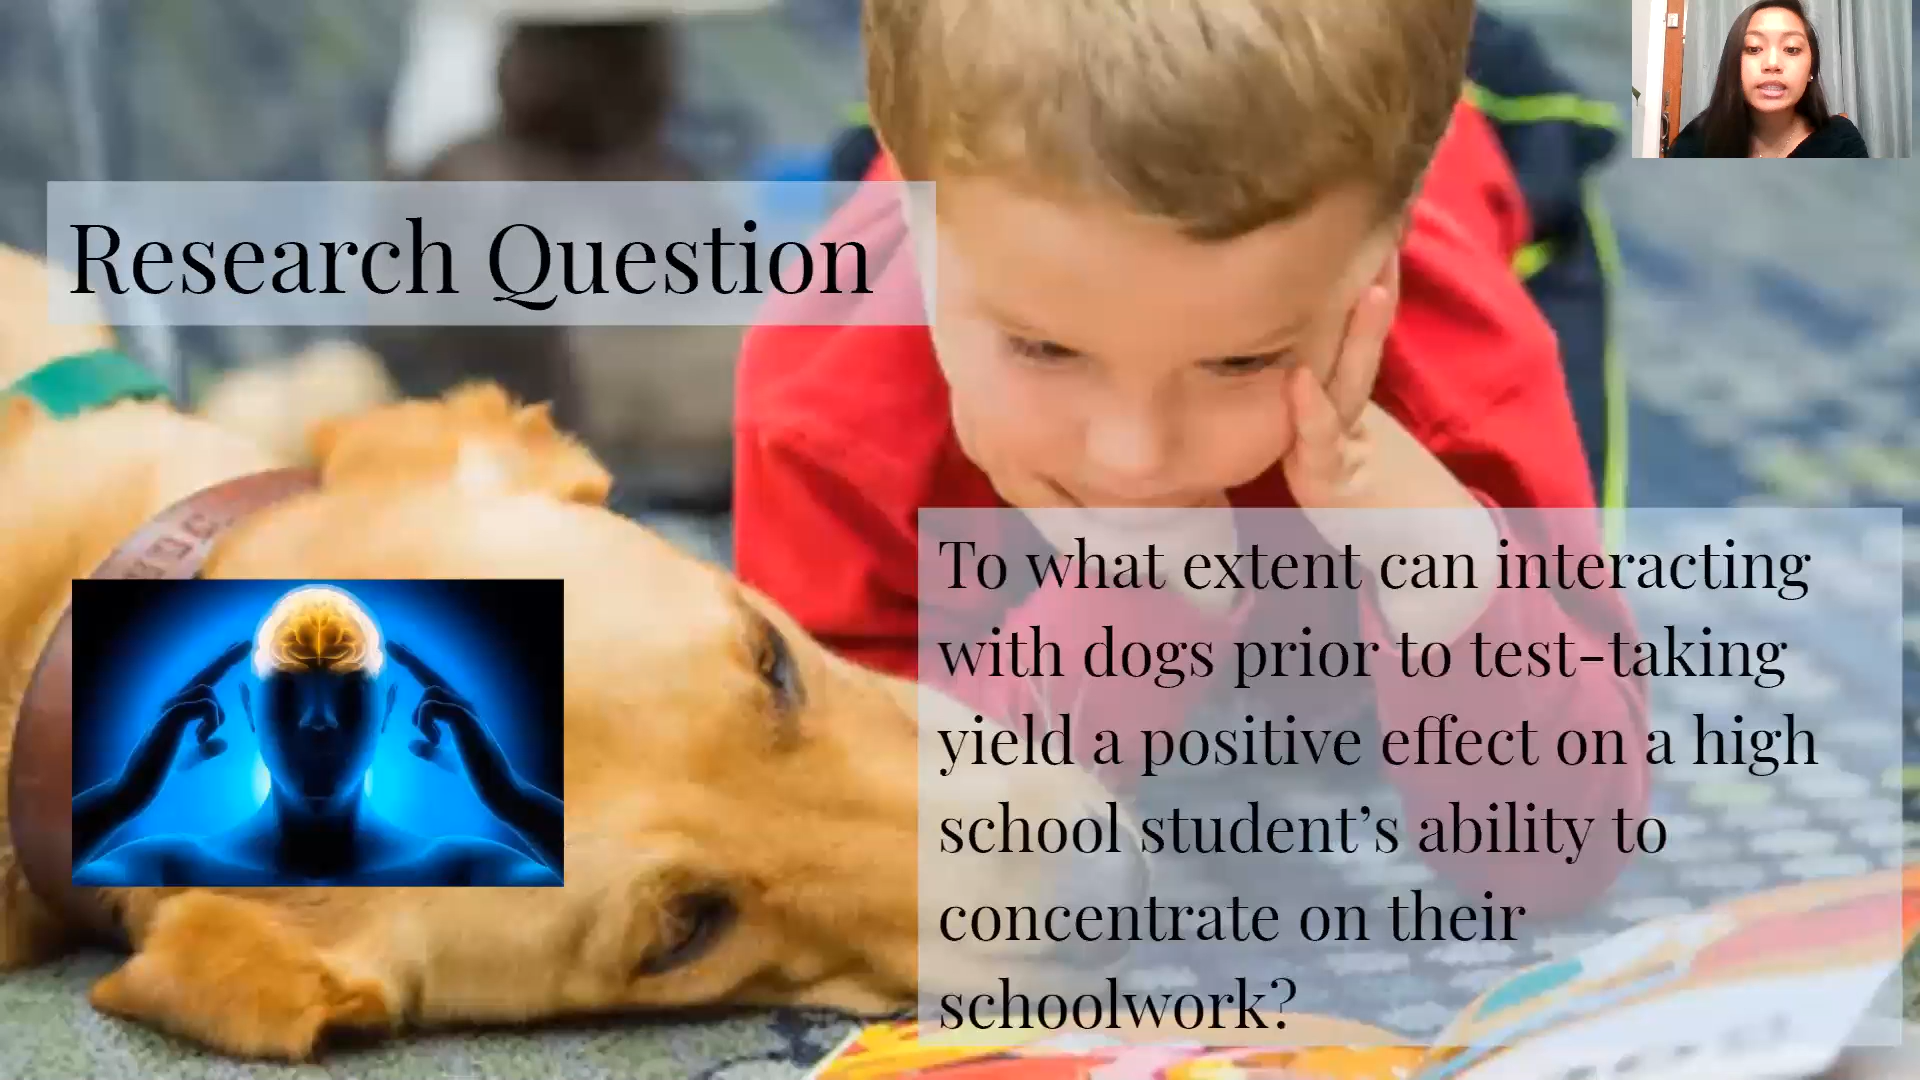 Research Question
To what extent can interacting
with dogs prior to test-taking
yield a positive effect on a high
school student’s ability to
concentrate on their
schoolwork?